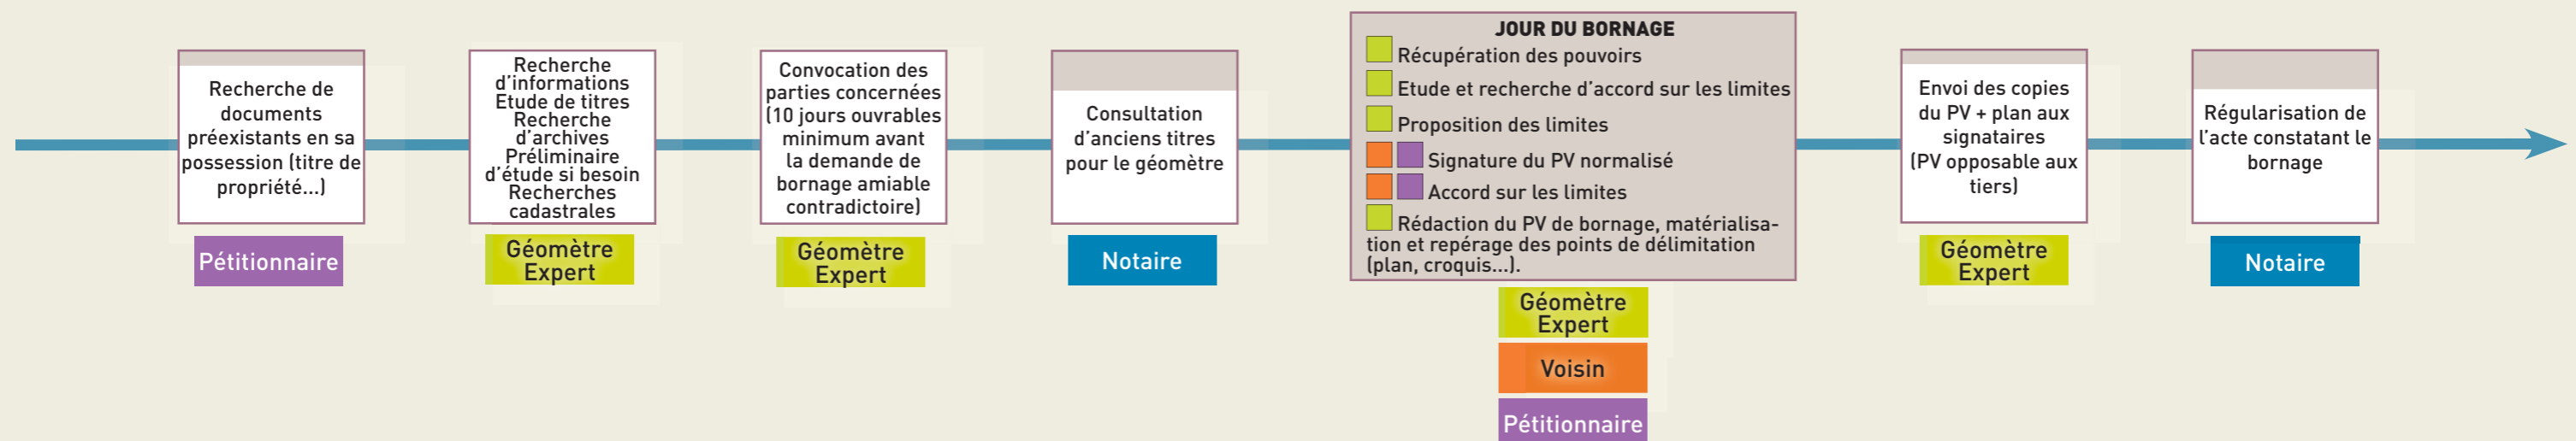 Recherche de
documents
préexistants en sa
possession (titre de
propriété...)
Pétitionnaire
Recherche
d'informations
Etude de titres
Recherche
d'archives
Préliminaire
d'étude si besoin
Recherches
cadastrales
Géomètre
Expert
Convocation des
parties concernées
(10 jours ouvrables
minimum avant
la demande de
bornage amiable
contradictoire)
Géomètre
Expert
Consultation
d'anciens titres
pour le géomètre
Notaire
JOUR DU BORNAGE
Récupération des pouvoirs
Etude et recherche d'accord sur les limites
Proposition des limites
Signature du PV normalisé
Accord sur les limites
Rédaction du PV de bornage, matérialisa-
tion et repérage des points de délimitation
(plan, croquis...).
Géomètre
Expert
Voisin
Pétitionnaire
Envoi des copies
du PV + plan aux
signataires
(PV opposable aux
tiers)
Géomètre
Expert
Régularisation de
l'acte constatant le
bornage
Notaire